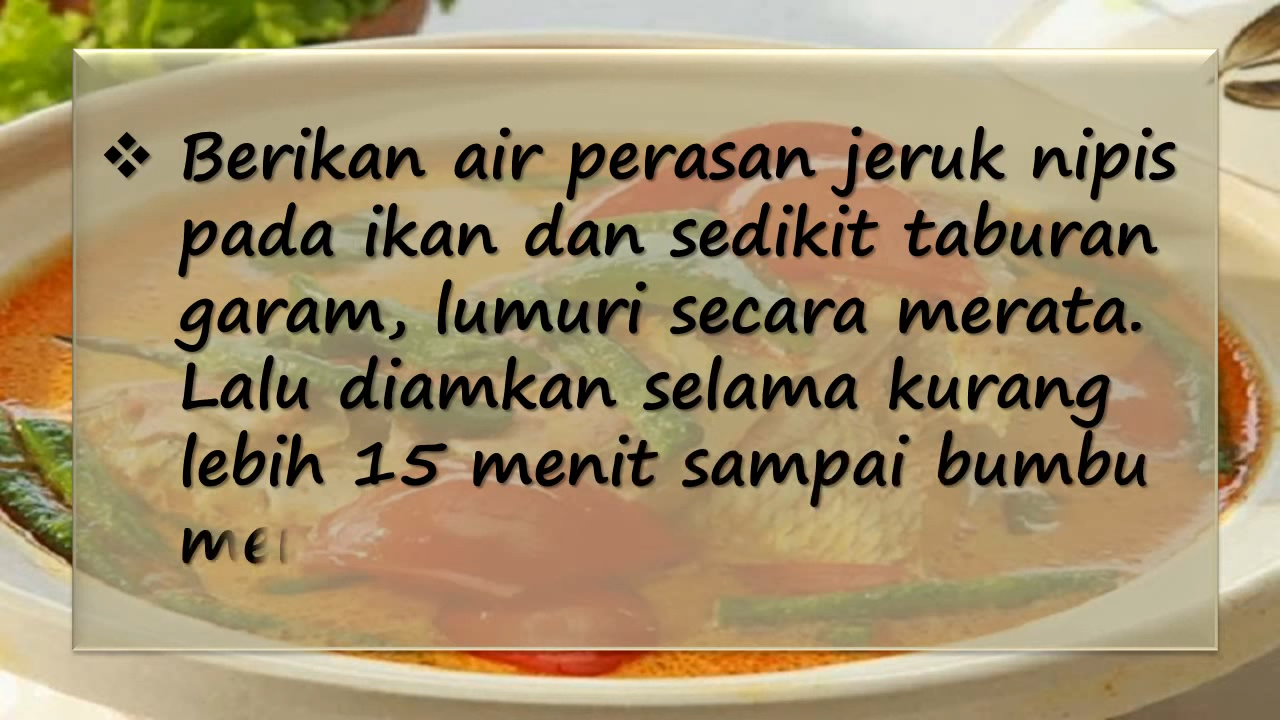 ❖ Berikan air perasan jeruk nipis
pada ikan dan sedikit taburan
garam, lumuri secara merata.
Lalu diamkan selama kurang
lebih 15 menit sampai bumbu